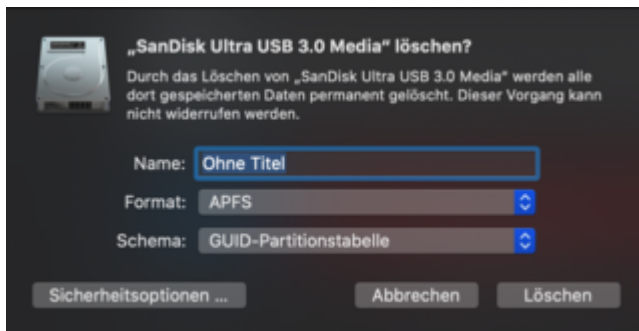 „SanDisk Ultra USB 3.0 Media“ löschen?
Durch das Löschen von „SanDisk Ultra USB 3.0 Media“ werden alle
dort gespeicherten Daten permanent gelöscht. Dieser Vorgang kann
nicht widerrufen werden.
Name: Ohne Titel
Format: APFS
Schema: GUID-Partitionstabelle
Sicherheitsoptionen ... Abbrechen Löschen